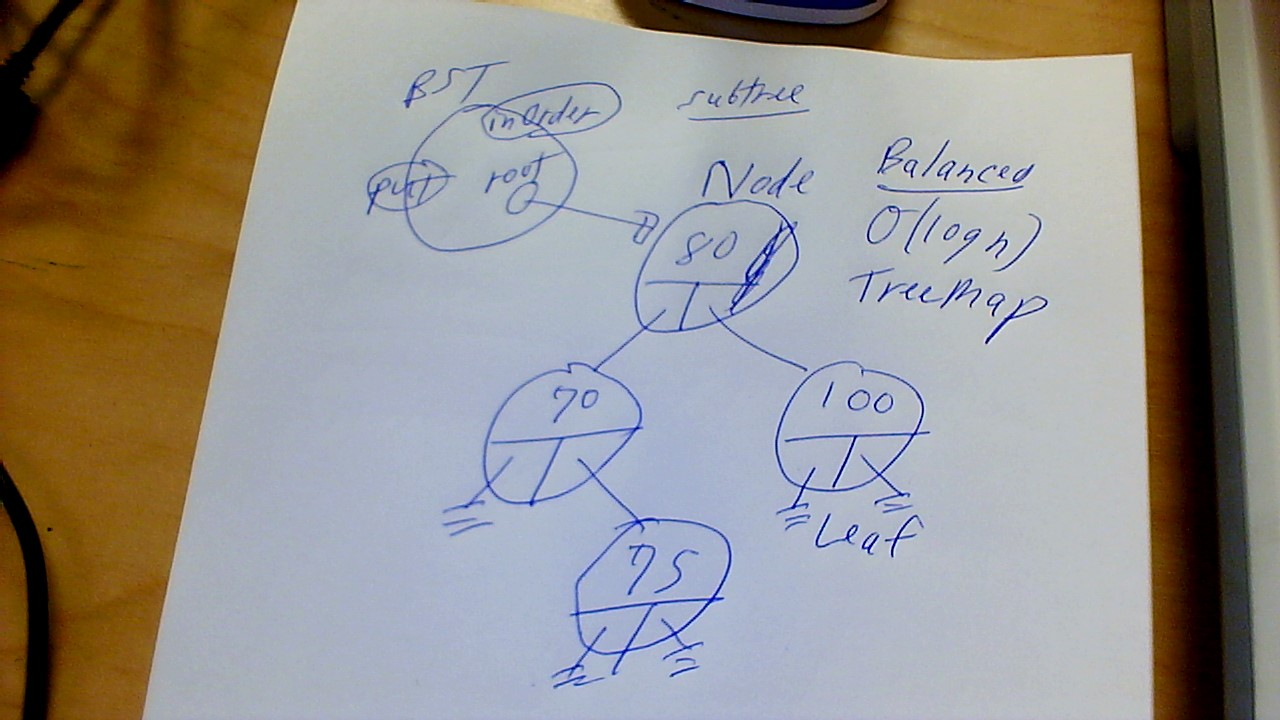 BST
inOrder
put
root
subtree
Node
Balanced
O(log n)
TreeMap
80
70
100
Leaf
75